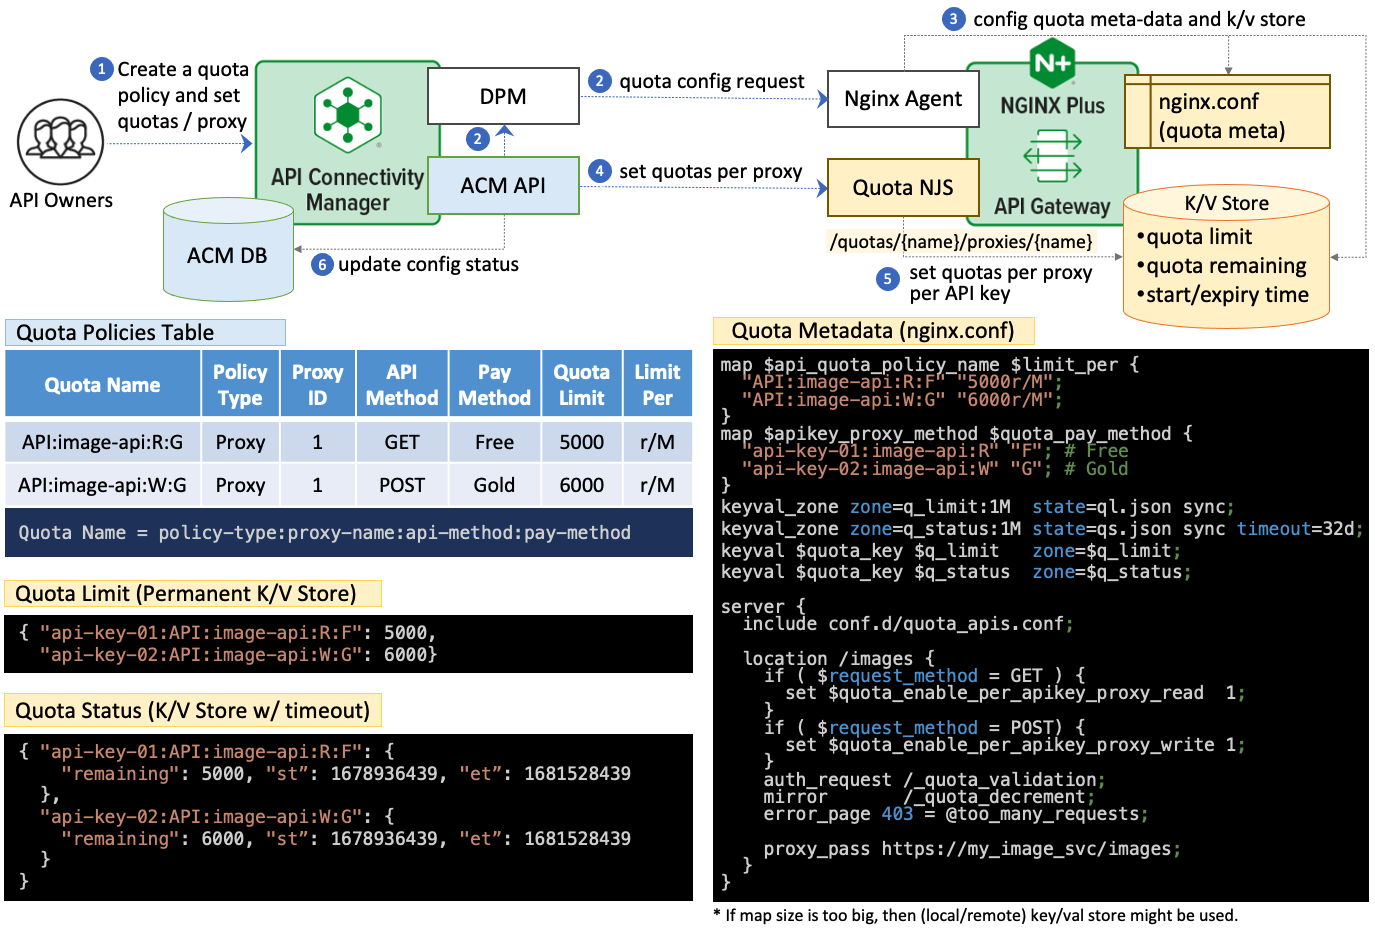 3 config quota meta-data and k/v store
1 Create a quota
policy and set
quotas / proxy
API Owners
API Connectivity
Manager
DPM
2
ACM API
2 quota config request
4 set quotas per proxy
Nginx Agent
Quota NJS
N+
NGINX Plus
API Gateway
nginx.conf
(quota meta)
K/V Store
•quota limit
•quota remaining
•start/expiry time
/quotas/{name}/proxies/{name}
5 set quotas per proxy
per API key
ACM DB
6 update config status
Quota Policies Table
Quota Name Policy Type Proxy ID API Method Pay Method Quota Limit Limit Per
API:image-api:R:G Proxy 1 GET Free 5000 r/M
API:image-api:W:G Proxy 1 POST Gold 6000 r/M
Quota Name = policy-type:proxy-name:api-method:pay-method
Quota Limit (Permanent K/V Store)
{ "api-key-01:API:image-api:R:F": 5000,
"api-key-02:API:image-api:W:G": 6000}
Quota Status (K/V Store w/ timeout)
{ "api-key-01:API:image-api:R:F": {
"remaining": 5000, "st”: 1678936439, "et”: 1681528439
},
"api-key-02:API:image-api:W:G": {
"remaining": 6000, "st”: 1678936439, "et”: 1681528439
}
}
Quota Metadata (nginx.conf)
map $api_quota_policy_name $limit_per {
"API:image-api:R:F" "5000r/M";
"API:image-api:W:G" "6000r/M";
}
map $apikey_proxy_method $quota_pay_method {
"api-key-01:image-api:R" "F"; # Free
"api-key-02:image-api:W" "G"; # Gold
}
keyval_zone zone=q_limit:1M state=ql.json sync;
keyval_zone zone=q_status:1M state=qs.json sync timeout=32d;
keyval $quota_key $q_limit zone=$q_limit;
keyval $quota_key $q_status zone=$q_status;
server {
include conf.d/quota_apis.conf;
location /images {
if ( $request_method = GET ) {
set $quota_enable_per_apikey_proxy_read 1;
}
if ( $request_method = POST) {
set $quota_enable_per_apikey_proxy_write 1;
}
auth_request /_quota_validation;
mirror /_quota_decrement;
error_page 403 = @too_many_requests;
proxy_pass https://my_image_svc/images;
}
}
* If map size is too big, then (local/remote) key/val store might be used.